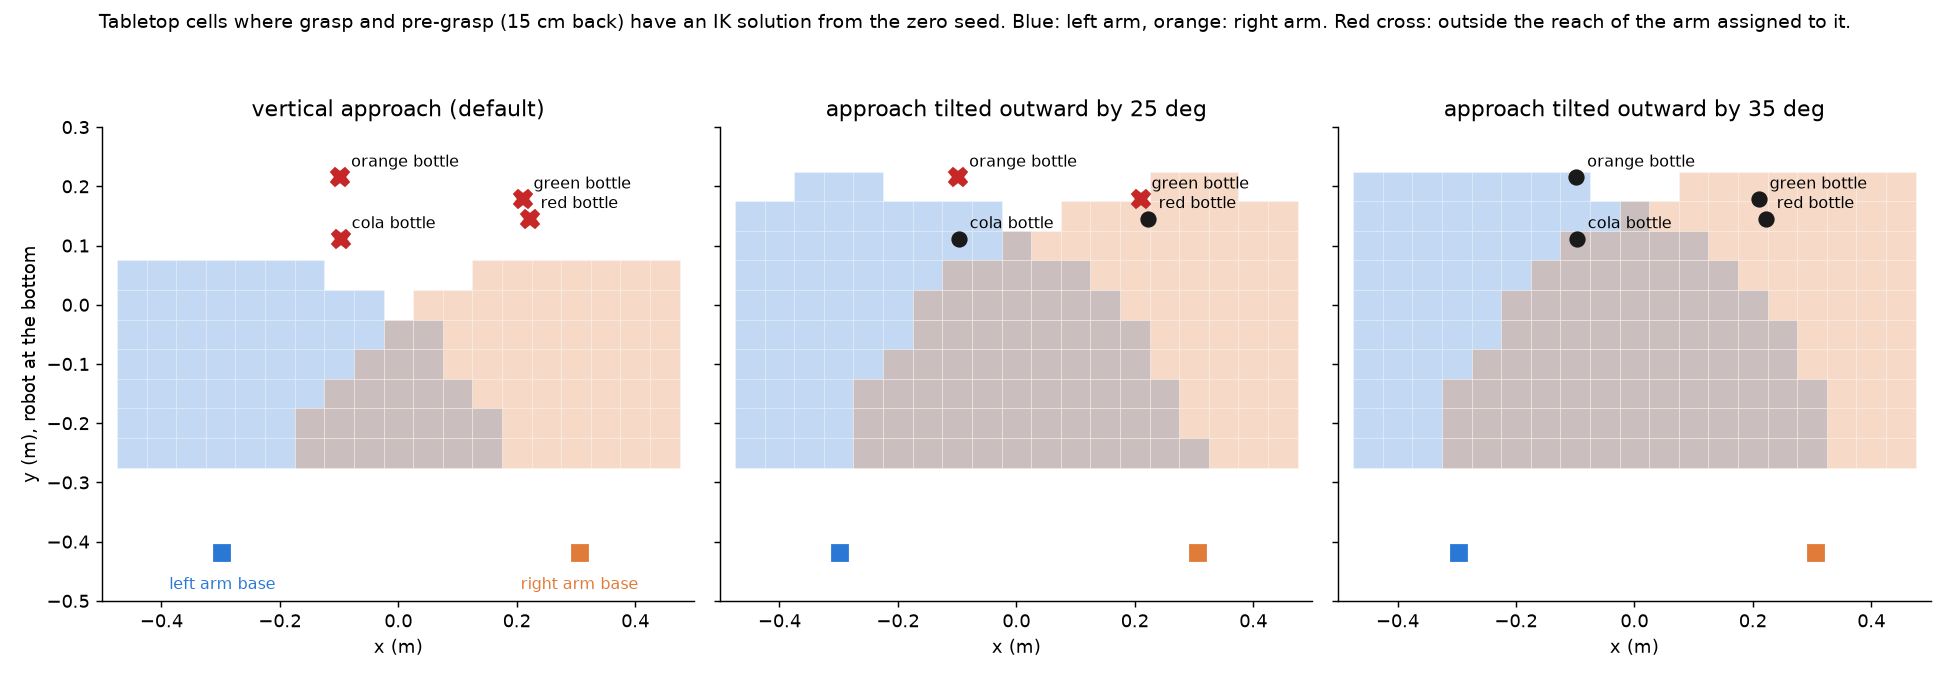 Tabletop cells where grasp and pre-grasp (15 cm back) have an IK solution from the zero seed. Blue: left arm, orange: right arm. Red cross: outside the reach of the arm assigned to it.
vertical approach (default)
approach tilted outward by 25 deg
approach tilted outward by 35 deg
y (m), robot at the bottom
0.3
0.2
0.1
0.0
−0.1
−0.2
−0.3
−0.4
−0.5
orange bottle
green bottle
red bottle
cola bottle
left arm base
right arm base
−0.4
−0.2
0.0
0.2
0.4
x (m)
orange bottle
green bottle
red bottle
cola bottle
−0.4
−0.2
0.0
0.2
0.4
x (m)
orange bottle
green bottle
red bottle
cola bottle
−0.4
−0.2
0.0
0.2
0.4
x (m)